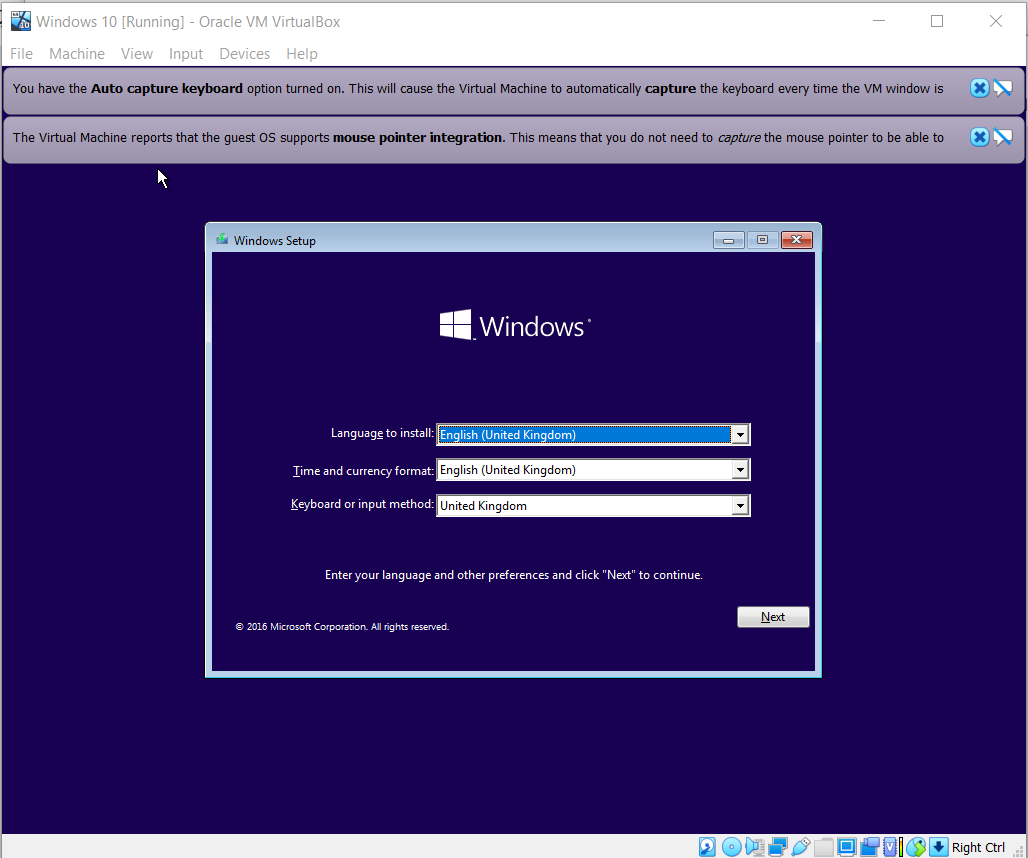 Windows 10 [Running] - Oracle VM VirtualBox
File Machine View Input Devices Help
You have the Auto capture keyboard option turned on. This will cause the Virtual Machine to automatically capture the keyboard every time the VM window is
The Virtual Machine reports that the guest OS supports mouse pointer integration. This means that you do not need to capture the mouse pointer to be able to
Windows Setup
Windows
Language to install: English (United Kingdom)
Time and currency format: English (United Kingdom)
Keyboard or input method: United Kingdom
Enter your language and other preferences and click "Next" to continue.
Next
© 2016 Microsoft Corporation. All rights reserved.
Right Ctrl